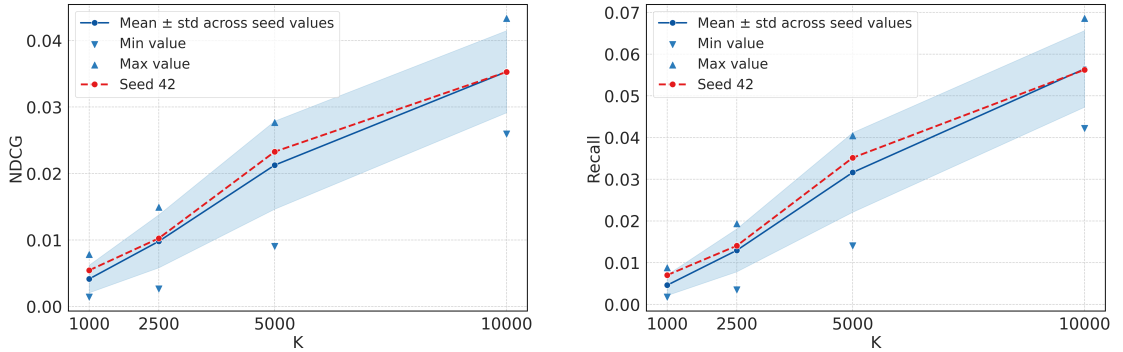 Mean ± std across seed values
Min value
Max value
Seed 42
0.04
0.03
0.02
0.01
0.00
NDCG
1000 2500 5000 10000
K
Mean ± std across seed values
Min value
Max value
Seed 42
0.07
0.06
0.05
0.04
0.03
0.02
0.01
0.00
Recall
1000 2500 5000 10000
K